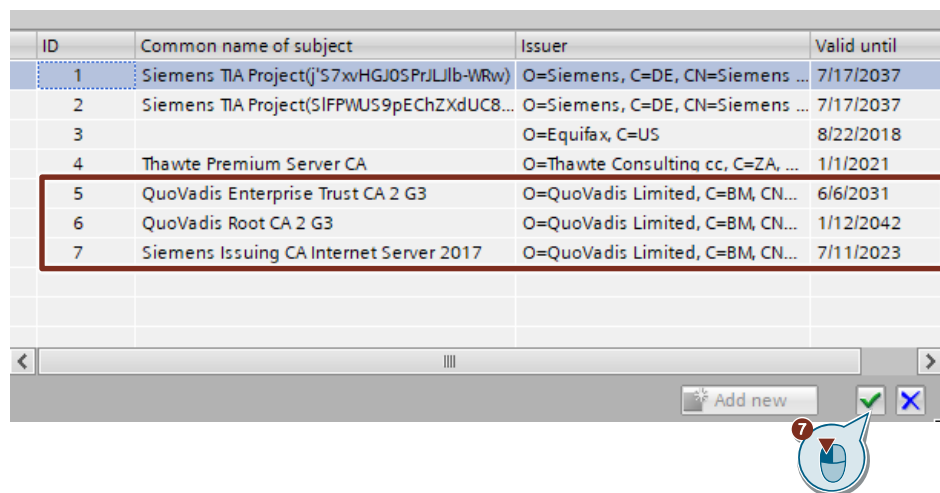 ID Common name of subject Issuer Valid until
1 Siemens TIA Project(j'S7xvHGJ0SPrJLJlb-WRw) O=Siemens, C=DE, CN=Siemens ... 7/17/2037
2 Siemens TIA Project(SlFPWUS9pEChZXdUC8... O=Siemens, C=DE, CN=Siemens ... 7/17/2037
3 O=Equifax, C=US 8/22/2018
4 Thawte Premium Server CA O=Thawte Consulting cc, C=ZA, ... 1/1/2021
5 QuoVadis Enterprise Trust CA 2 G3 O=QuoVadis Limited, C=BM, CN... 6/6/2031
6 QuoVadis Root CA 2 G3 O=QuoVadis Limited, C=BM, CN... 1/12/2042
7 Siemens Issuing CA Internet Server 2017 O=QuoVadis Limited, C=BM, CN... 7/11/2023
Add new
7